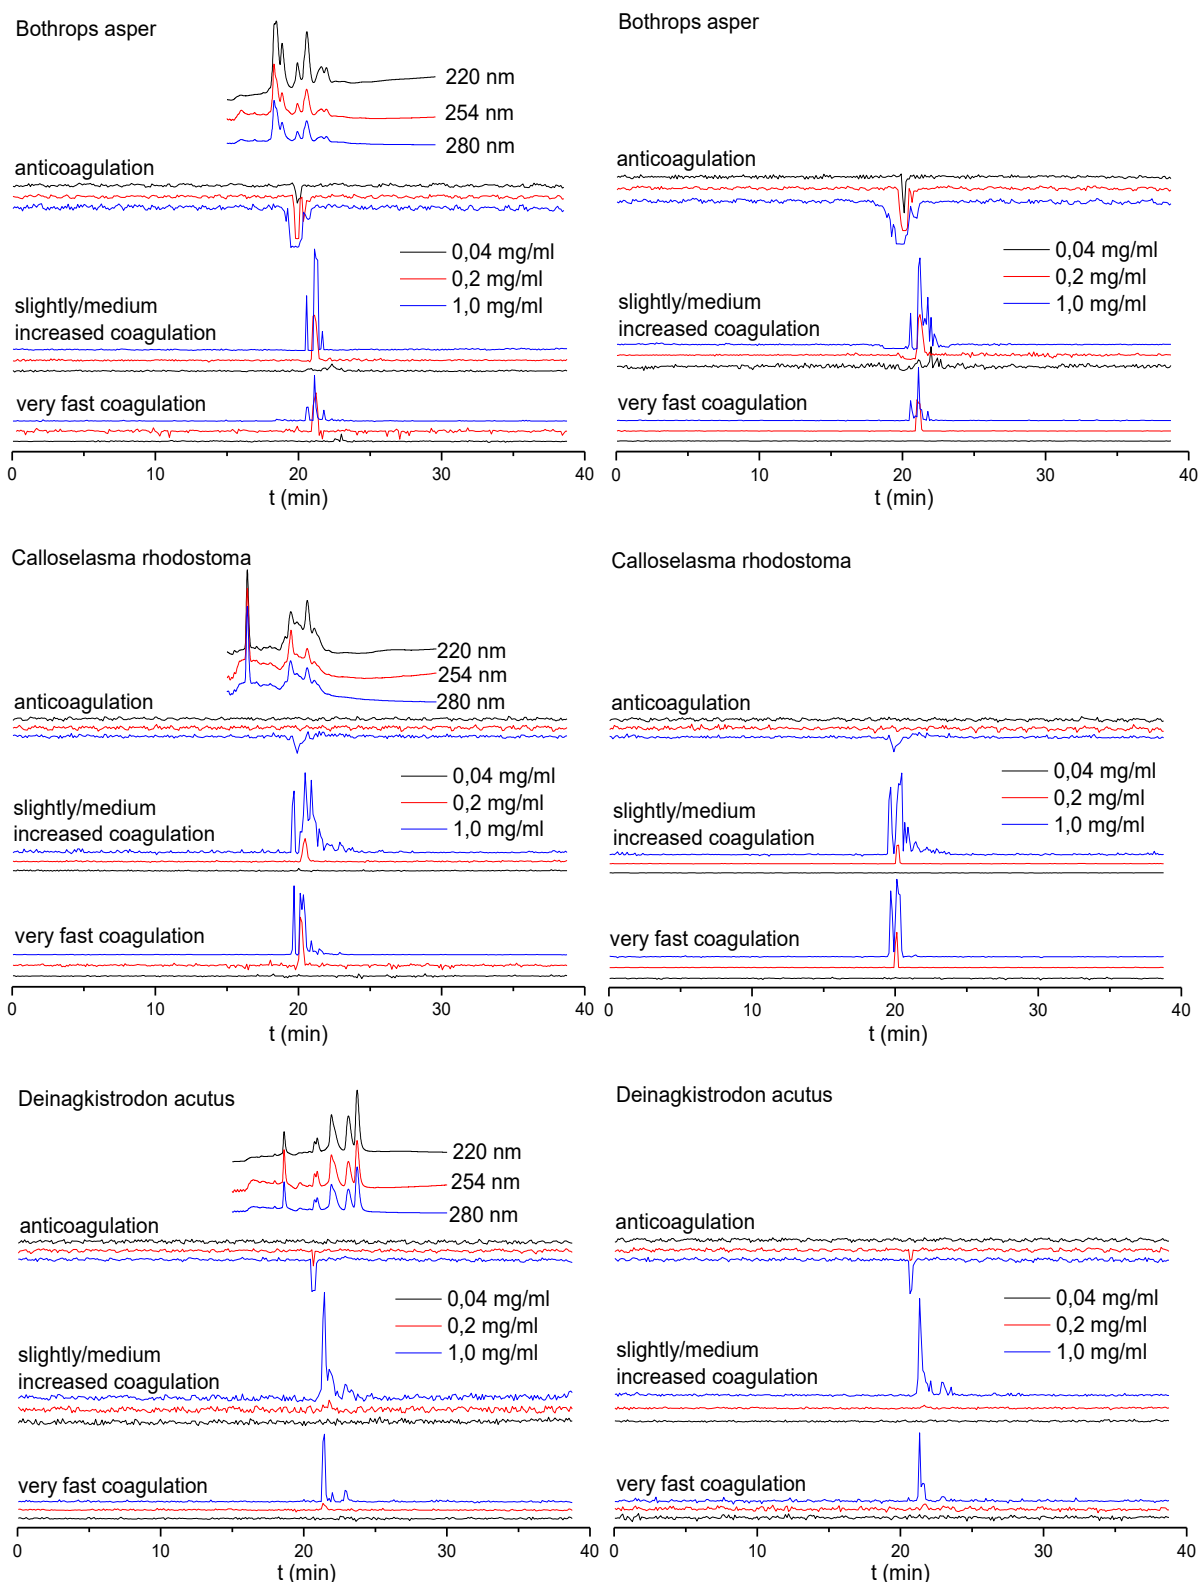 Bothrops asper
220 nm
254 nm
280 nm
anticoagulation
0,04 mg/ml
0,2 mg/ml
1,0 mg/ml
slightly/medium
increased coagulation
very fast coagulation
0 10 20 30 40
t (min)
Bothrops asper
anticoagulation
0,04 mg/ml
0,2 mg/ml
1,0 mg/ml
slightly/medium
increased coagulation
very fast coagulation
0 10 20 30 40
t (min)
Calloselasma rhodostoma
220 nm
254 nm
280 nm
anticoagulation
0,04 mg/ml
0,2 mg/ml
1,0 mg/ml
slightly/medium
increased coagulation
very fast coagulation
0 10 20 30 40
t (min)
Calloselasma rhodostoma
anticoagulation
0,04 mg/ml
0,2 mg/ml
1,0 mg/ml
slightly/medium
increased coagulation
very fast coagulation
0 10 20 30 40
t (min)
Deinagkistrodon acutus
220 nm
254 nm
280 nm
anticoagulation
0,04 mg/ml
0,2 mg/ml
1,0 mg/ml
slightly/medium
increased coagulation
very fast coagulation
0 10 20 30 40
t (min)
Deinagkistrodon acutus
anticoagulation
0,04 mg/ml
0,2 mg/ml
1,0 mg/ml
slightly/medium
increased coagulation
very fast coagulation
0 10 20 30 40
t (min)